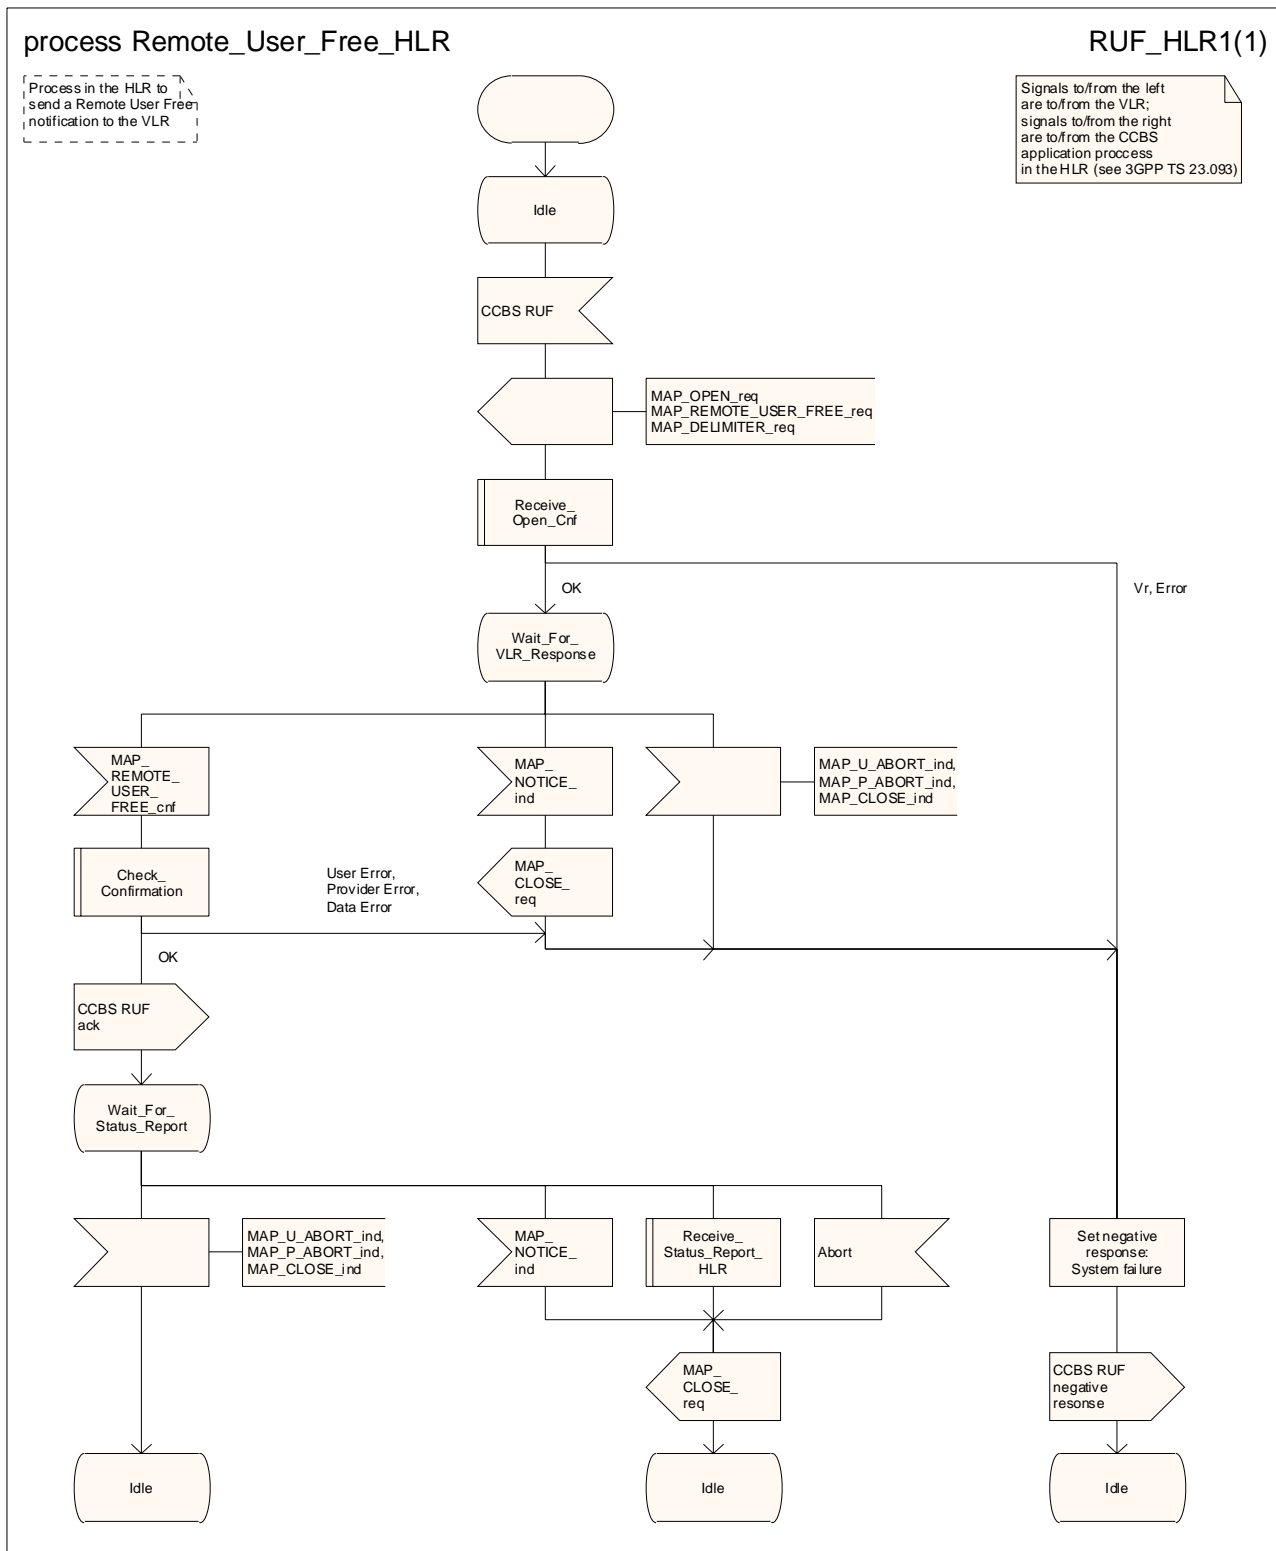 process Remote_User_Free_HLR
RUF_HLR1(1)
Process in the HLR to
send a Remote User Free
notification to the VLR
Signals to/from the left
are to/from the VLR;
signals to/from the right
are to/from the CCBS
application proccess
in the HLR (see 3GPP TS 23.093)
Idle
CCBS RUF
MAP_OPEN_req
MAP_REMOTE_USER_FREE_req
MAP_DELIMITER_req
Receive_
Open_Cnf
OK
Vr, Error
Wait_For_
VLR_Response
MAP_
REMOTE_
USER_
FREE_cnf
MAP_
NOTICE_
ind
MAP_U_ABORT_ind,
MAP_P_ABORT_ind,
MAP_CLOSE_ind
Check_
Confirmation
User Error,
Provider Error,
Data Error
MAP_
CLOSE_
req
OK
CCBS RUF
ack
Wait_For_
Status_Report
MAP_U_ABORT_ind,
MAP_P_ABORT_ind,
MAP_CLOSE_ind
MAP_
NOTICE_
ind
Receive_
Status_Report_
HLR
Abort
Set negative
response:
System failure
MAP_
CLOSE_
req
CCBS RUF
negative
resonse
Idle
Idle
Idle